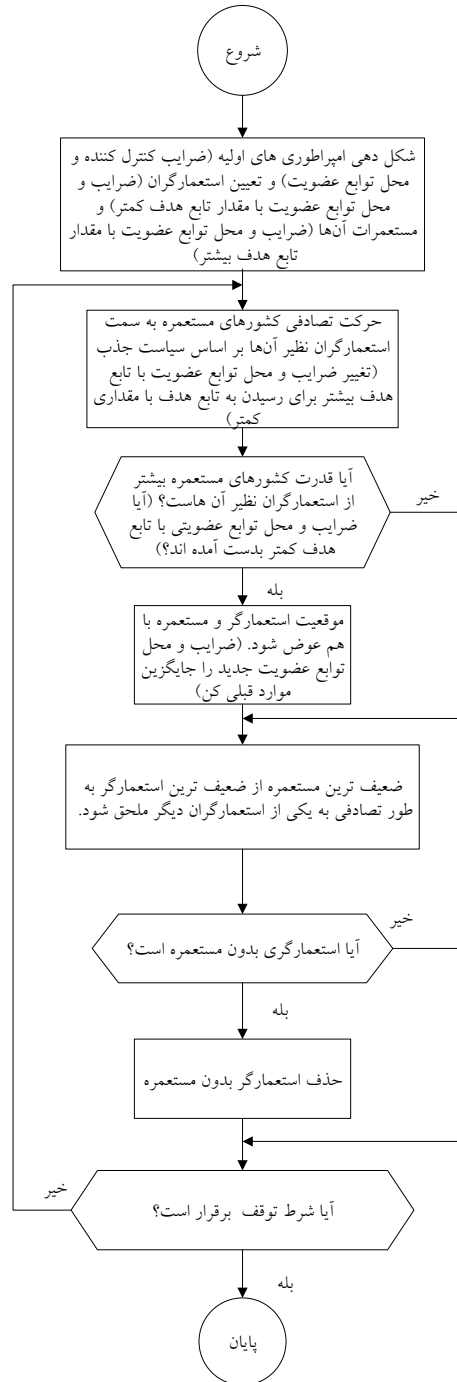 شروع
شکل دهی امپراطوری های اولیه (ضرایب کنترل کننده و
محل توابع عضویت) و تعیین استعمارگران (ضرایب و
محل توابع عضویت با مقدار تابع هدف کمتر) و
مستعمرات آن‌ها (ضرایب و محل توابع عضویت با مقدار
تابع هدف بیشتر)
حرکت تصادفی کشورهای مستعمره به سمت
استعمارگران نظیر آن‌ها بر اساس سیاست جذب
(تغییر ضرایب و محل توابع عضویت با تابع
هدف بیشتر برای رسیدن به تابع هدف با مقداری
کمتر)
آیا قدرت کشورهای مستعمره بیشتر
از استعمارگران نظیر آن هاست؟ (آیا
ضرایب و محل توابع عضویتی با تابع
هدف کمتر بدست آمده اند؟)
خیر
بله
موقعیت استعمارگر و مستعمره با
هم عوض شود. (ضرایب و محل
توابع عضویت جدید را جایگزین
موارد قبلی کن)
ضعیف ترین مستعمره از ضعیف ترین استعمارگر به
طور تصادفی به یکی از استعمارگران دیگر ملحق شود.
آیا استعمارگری بدون مستعمره است؟
خیر
بله
حذف استعمارگر بدون مستعمره
آیا شرط توقف برقرار است؟
خیر
بله
پایان